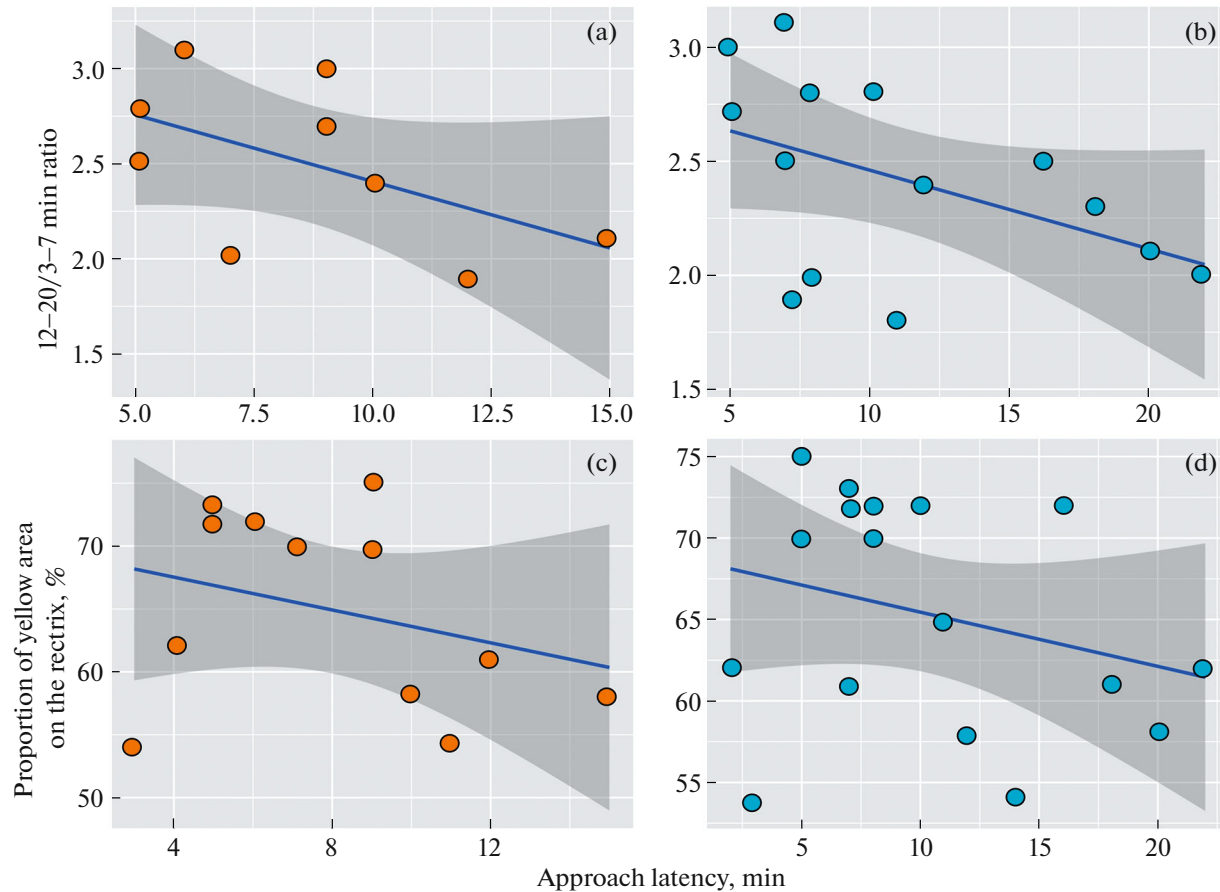 (a)
(b)
12–20/3–7 min ratio
3.0
2.5
2.0
1.5
5.0 7.5 10.0 12.5 15.0
3.0
2.5
2.0
1.5
5 10 15 20
(c)
(d)
Proportion of yellow area
on the rectrix, %
70
60
50
4 8 12
75
70
65
60
55
5 10 15 20
Approach latency, min